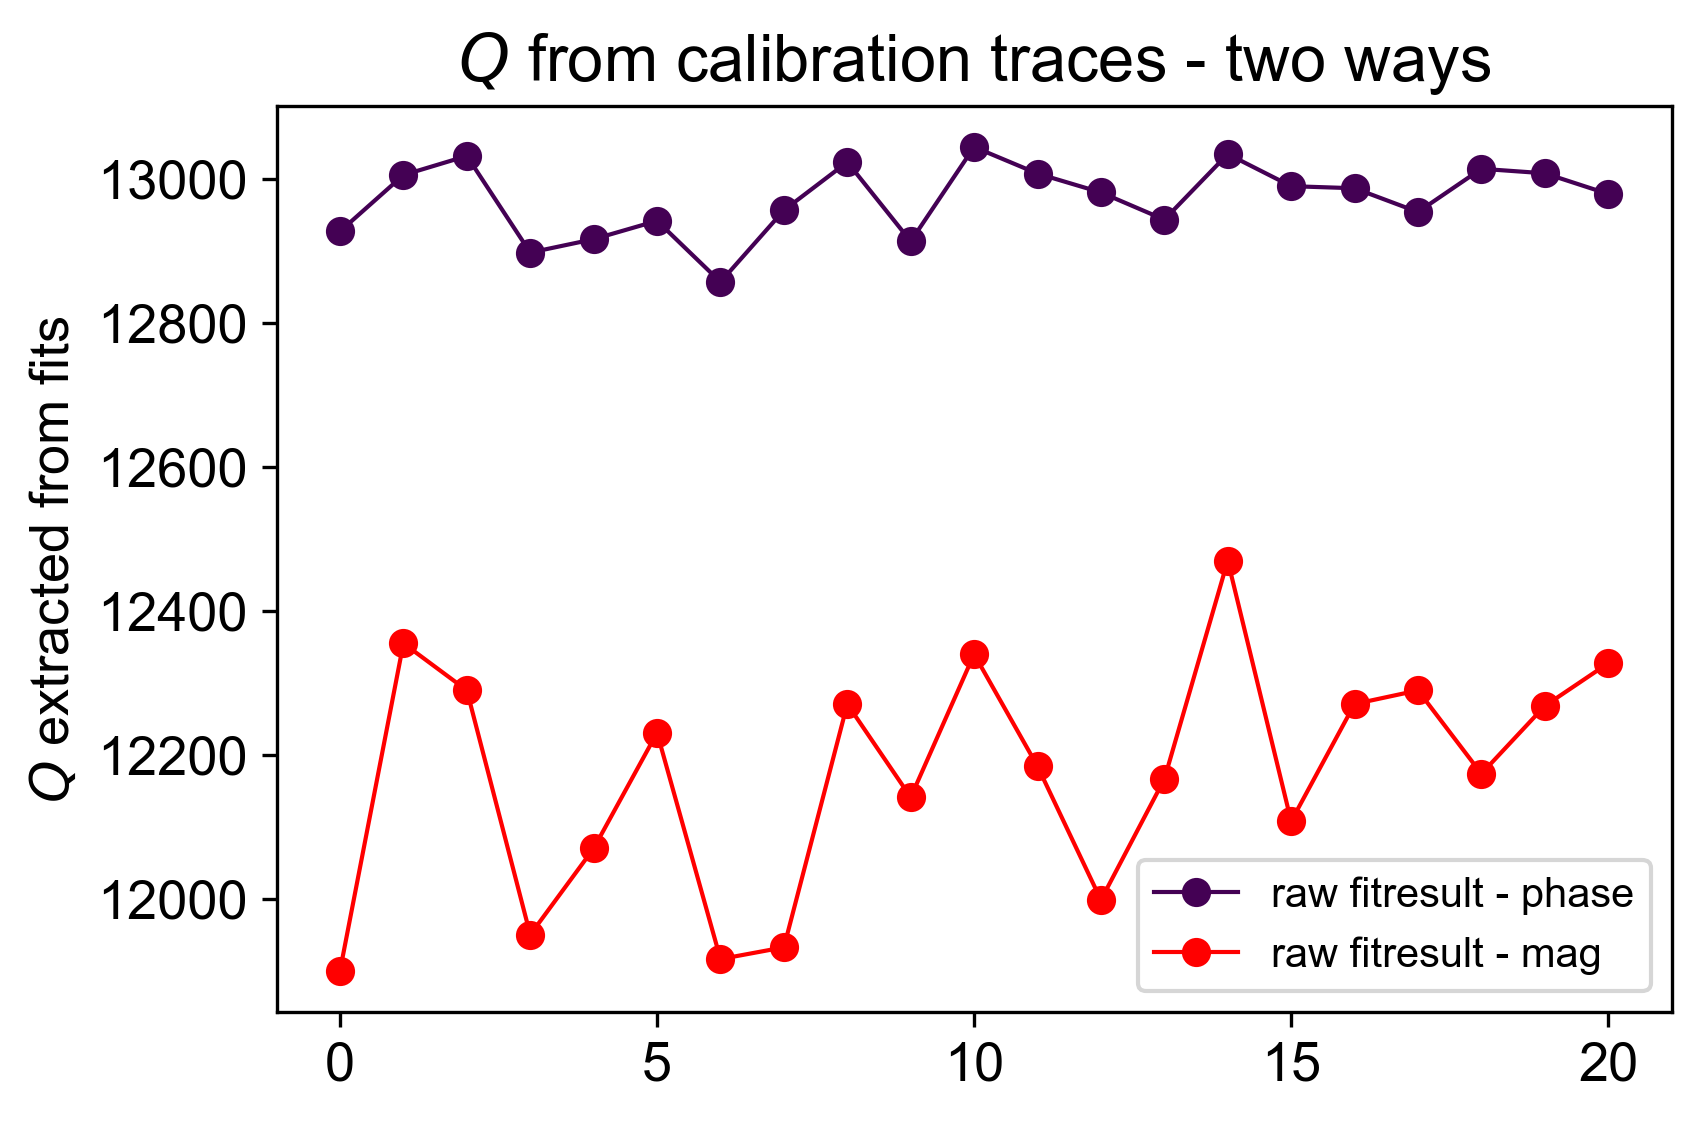 Q from calibration traces - two ways
Q extracted from fits
13000
12800
12600
12400
12200
12000
raw fitresult - phase
raw fitresult - mag
0
5
10
15
20